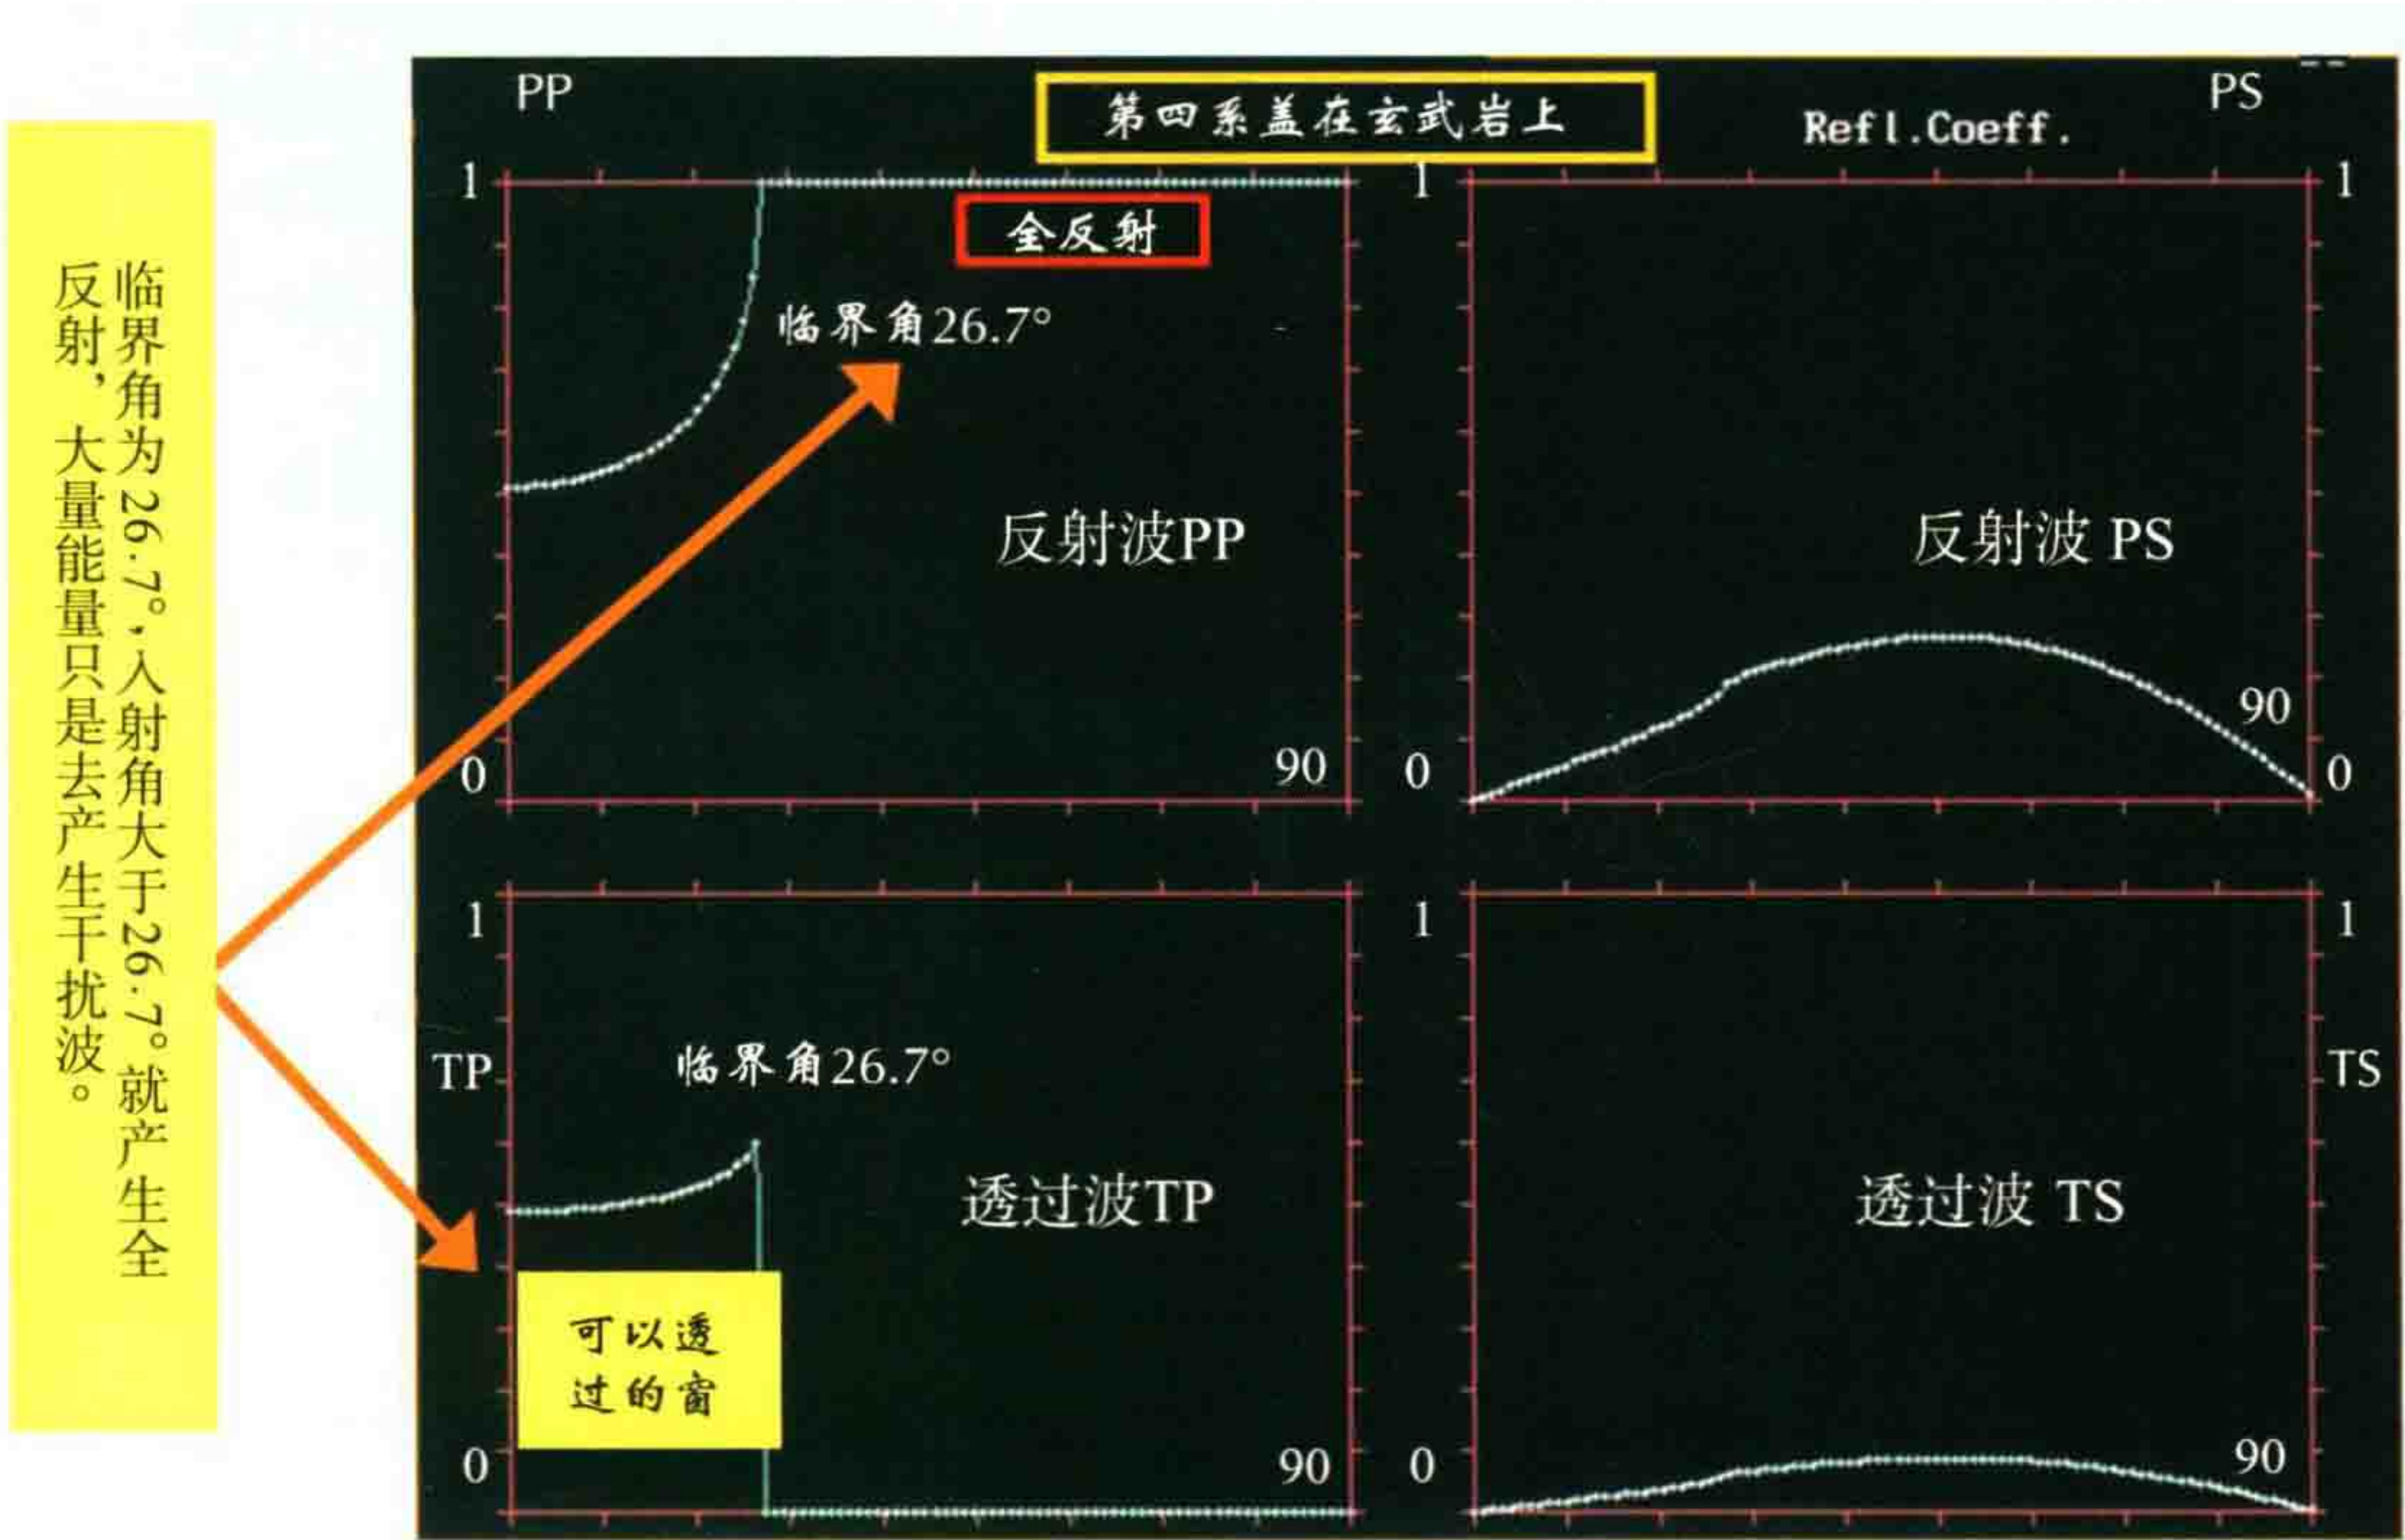 临界角为26.7°，入射角大于26.7°就产生全
反射，大量能量只是去产生干扰波。
PP
第四系盖在玄武岩上
Refl.Coeff.
PS
1
全反射
临界角26.7°
反射波PP
0
90
1
1
反射波 PS
90
0
0
1
TP
临界角26.7°
透过波TP
可以透
过的窗
0
90
1
1
TS
透过波 TS
0
90